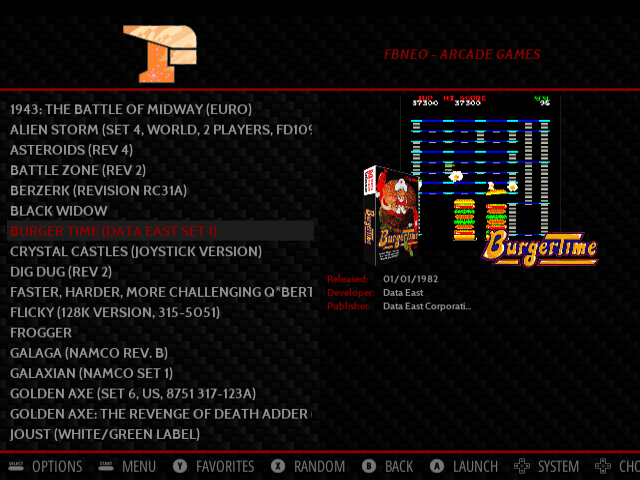 FBNEO - ARCADE GAMES
1943: THE BATTLE OF MIDWAY (EURO)
ALIEN STORM (SET 4, WORLD, 2 PLAYERS, FD109
ASTEROIDS (REV 4)
BATTLE ZONE (REV 2)
BERZERK (REVISION RC31A)
BLACK WIDOW
BURGER TIME (DATA EAST SET 1)
CRYSTAL CASTLES (JOYSTICK VERSION)
DIG DUG (REV 2)
FASTER, HARDER, MORE CHALLENGING Q*BERT
FLICKY (128K VERSION, 315-5051)
FROGGER
GALAGA (NAMCO REV. B)
GALAXIAN (NAMCO SET 1)
GOLDEN AXE (SET 6, US, 8751 317-123A)
GOLDEN AXE: THE REVENGE OF DEATH ADDER (
JOUST (WHITE/GREEN LABEL)
HI SCORE
37300 37300
BurgerTime
BurgerTime
Released: 01/01/1982
Developer: Data East
Publisher: Data East Corporati...
SELECT OPTIONS START MENU Y FAVORITES X RANDOM B BACK A LAUNCH SYSTEM CHO